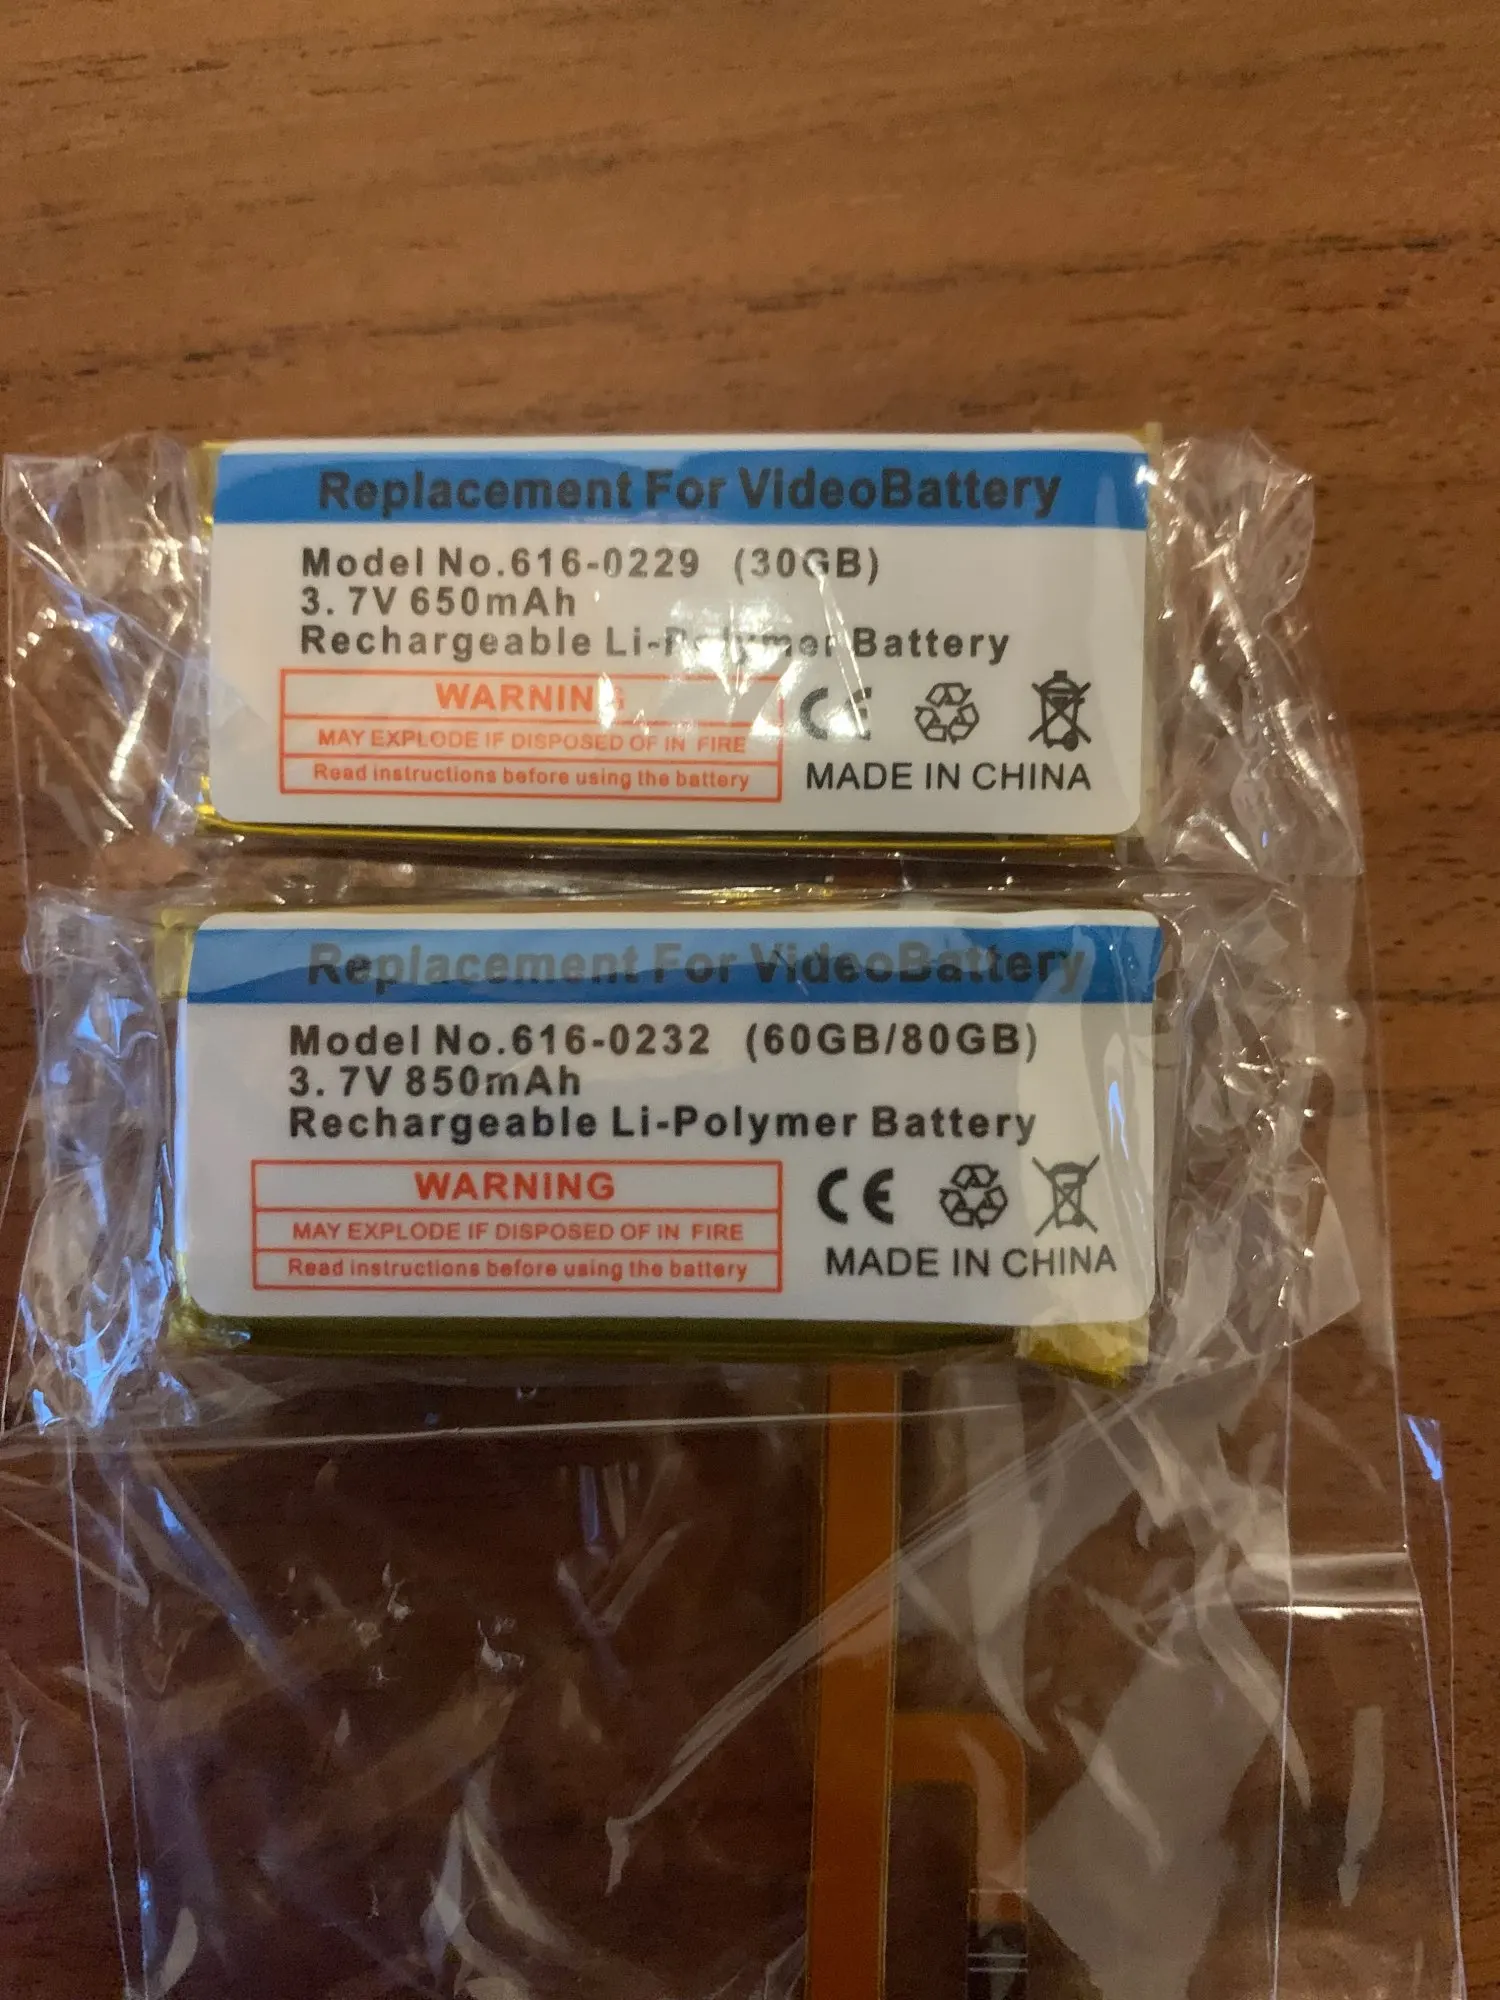 Replacement For VideoBattery
Model No.616-0229 (30GB)
3.7V 650mAh
Rechargeable Li-Polymer Battery
WARNING
MAY EXPLODE IF DISPOSED OF IN FIRE
Read instructions before using the battery
CE
MADE IN CHINA
Replacement For VideoBattery
Model No.616-0232 (60GB/80GB)
3.7V 850mAh
Rechargeable Li-Polymer Battery
WARNING
MAY EXPLODE IF DISPOSED OF IN FIRE
Read instructions before using the battery
CE
MADE IN CHINA